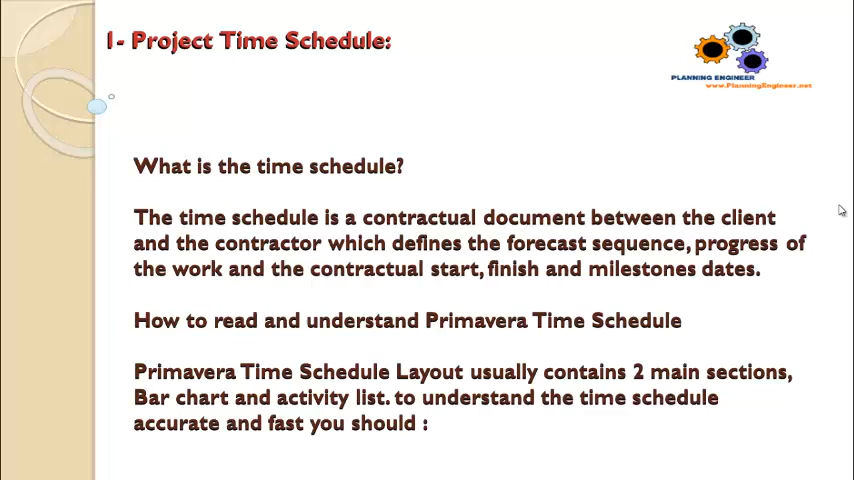 1- Project Time Schedule:
PLANNING ENGINEER
www.PlanningEngineer.net
What is the time schedule?
The time schedule is a contractual document between the client
and the contractor which defines the forecast sequence, progress of
the work and the contractual start, finish and milestones dates.
How to read and understand Primavera Time Schedule
Primavera Time Schedule Layout usually contains 2 main sections,
Bar chart and activity list. to understand the time schedule
accurate and fast you should :